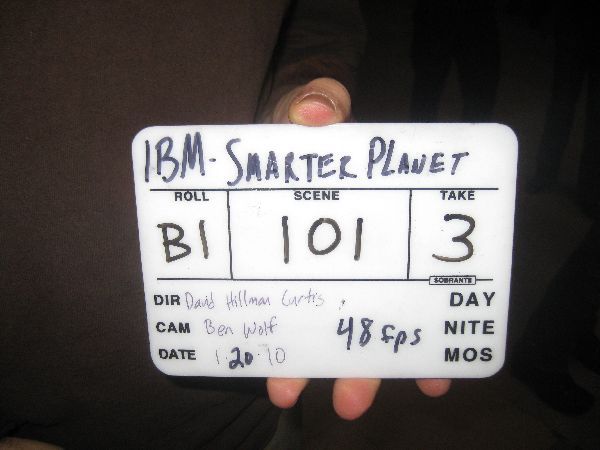 IBM - SMARTER PLANET
ROLL SCENE TAKE
B1 101 3
SOBRANTE
DIR David Hillman Curtis DAY
CAM Ben Wolf 48 fps NITE
DATE 1.20.10 MOS